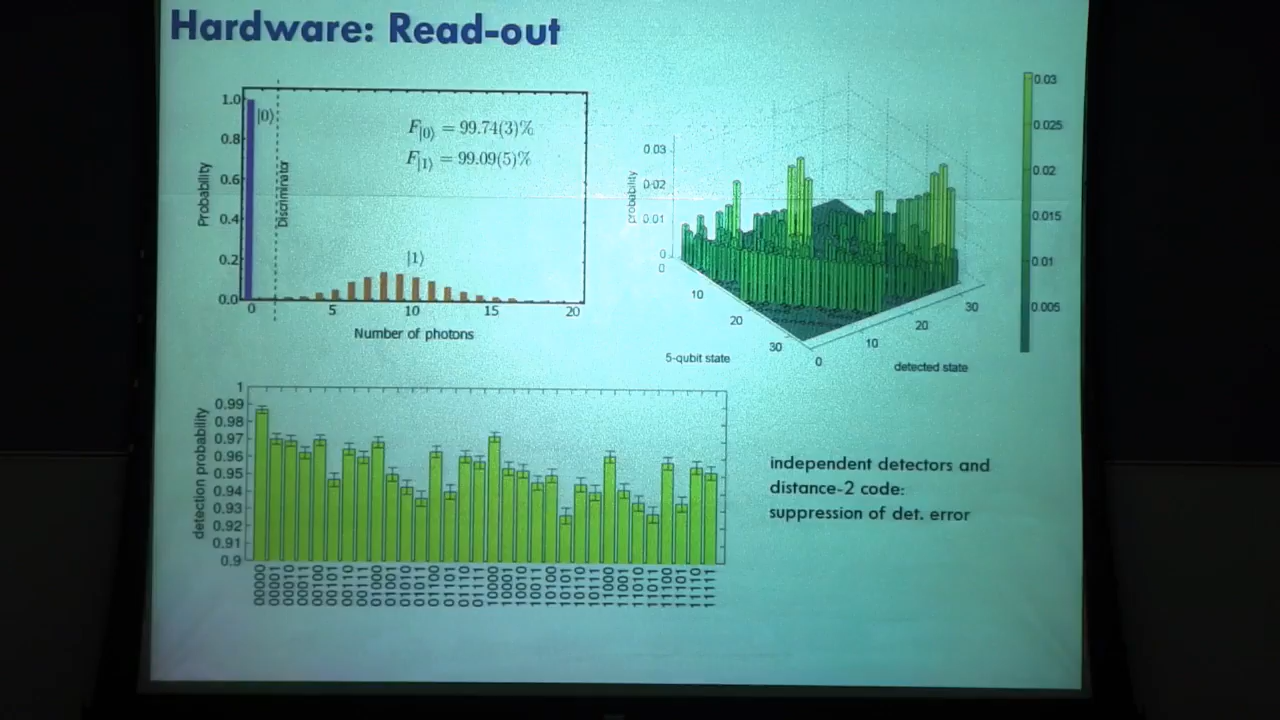 Hardware: Read-out
1.0
0.8
0.6
0.4
0.2
0.0
Probability
|0⟩
Discriminator
F|0⟩ = 99.74(3)%
F|1⟩ = 99.09(5)%
|1⟩
0 5 10 15 20
Number of photons
0.03
0.02
0.01
0
probability
0 10 20 30
5-qubit state
0 10 20 30
detected state
0.03
0.025
0.02
0.015
0.01
0.005
1
0.99
0.98
0.97
0.96
0.95
0.94
0.93
0.92
0.91
0.9
detection probability
00000 00001 00010 00011 00100 00101 00110 00111 01000 01001 01010 01011 01100 01101 01110 01111 10000 10001 10010 10011 10100 10101 10110 10111 11000 11001 11010 11011 11100 11101 11110 11111
independent detectors and
distance-2 code:
suppression of det. error